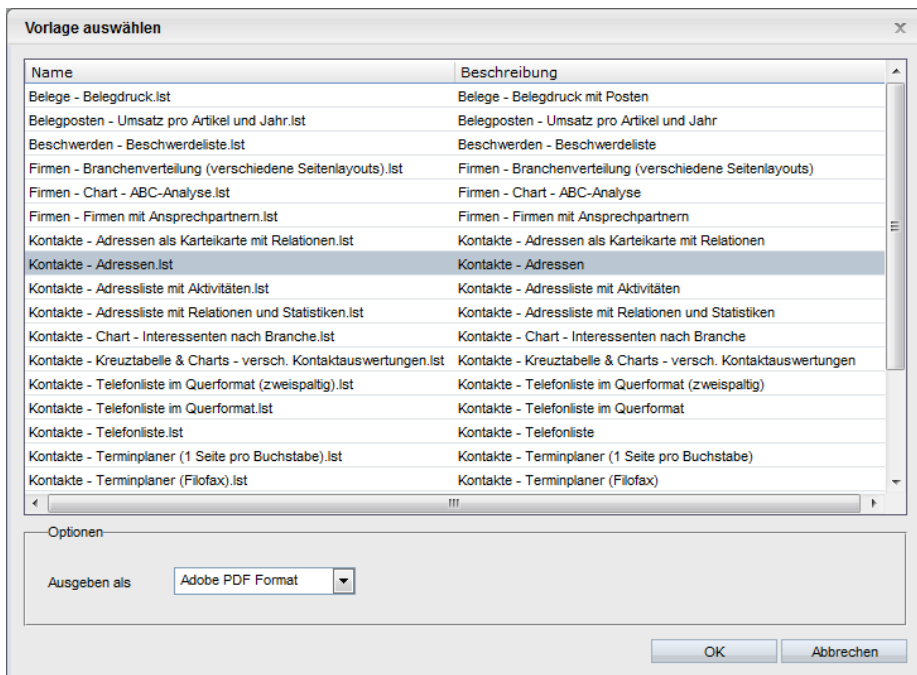 Vorlage auswählen
Name Beschreibung
Belege - Belegdruck.lst Belege - Belegdruck mit Posten
Belegposten - Umsatz pro Artikel und Jahr.lst Belegposten - Umsatz pro Artikel und Jahr
Beschwerden - Beschwerdeliste.lst Beschwerden - Beschwerdeliste
Firmen - Branchenverteilung (verschiedene Seitenlayouts).lst Firmen - Branchenverteilung (verschiedene Seitenlayouts)
Firmen - Chart - ABC-Analyse.lst Firmen - Chart - ABC-Analyse
Firmen - Firmen mit Ansprechpartnern.lst Firmen - Firmen mit Ansprechpartnern
Kontakte - Adressen als Karteikarte mit Relationen.lst Kontakte - Adressen als Karteikarte mit Relationen
Kontakte - Adressen.lst Kontakte - Adressen
Kontakte - Adressliste mit Aktivitäten.lst Kontakte - Adressliste mit Aktivitäten
Kontakte - Adressliste mit Relationen und Statistiken.lst Kontakte - Adressliste mit Relationen und Statistiken
Kontakte - Chart - Interessenten nach Branche.lst Kontakte - Chart - Interessenten nach Branche
Kontakte - Kreuztabelle & Charts - versch. Kontaktauswertungen.lst Kontakte - Kreuztabelle & Charts - versch. Kontaktauswertungen
Kontakte - Telefonliste im Querformat (zweispaltig).lst Kontakte - Telefonliste im Querformat (zweispaltig)
Kontakte - Telefonliste im Querformat.lst Kontakte - Telefonliste im Querformat
Kontakte - Telefonliste.lst Kontakte - Telefonliste
Kontakte - Terminplaner (1 Seite pro Buchstabe).lst Kontakte - Terminplaner (1 Seite pro Buchstabe)
Kontakte - Terminplaner (Filofax).lst Kontakte - Terminplaner (Filofax)
Optionen
Ausgeben als Adobe PDF Format
OK Abbrechen